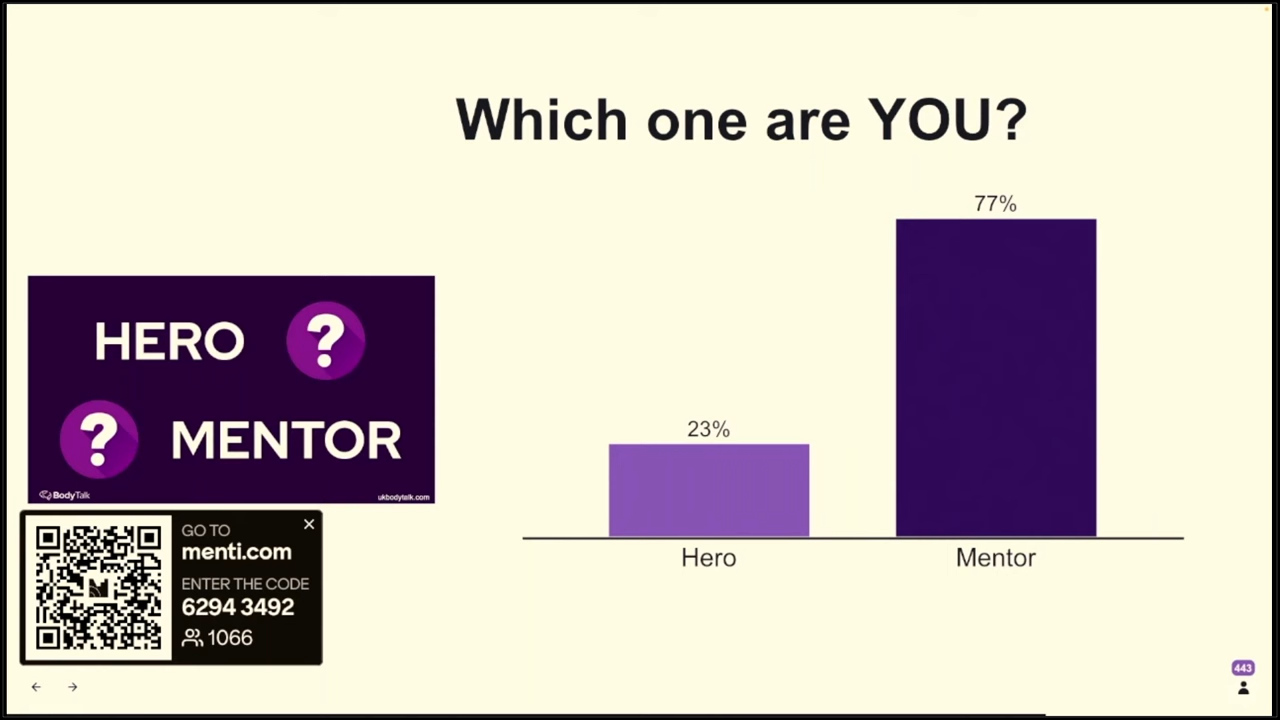 Which one are YOU?
77%
23%
Hero
Mentor
HERO ?
? MENTOR
BodyTalk
ukbodytalk.com
GO TO
menti.com
ENTER THE CODE
6294 3492
1066
443